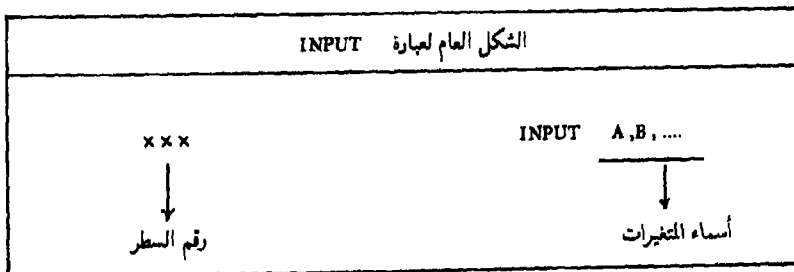 الشكل العام لعبارة INPUT
××× INPUT A ,B , ....
رقم السطر أسماء المتغيرات